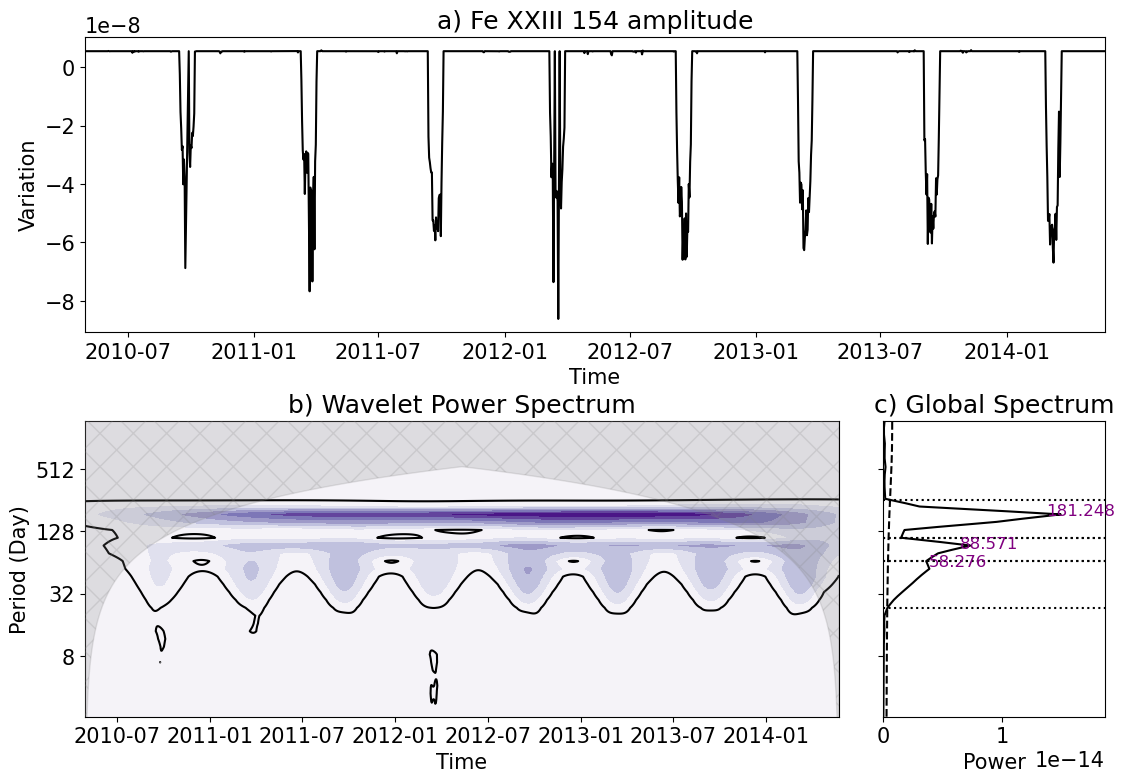 a) Fe XXIII 154 amplitude
1e−8
0
−2
−4
−6
−8
Variation
2010-07 2011-01 2011-07 2012-01 2012-07 2013-01 2013-07 2014-01
Time
b) Wavelet Power Spectrum
512
128
32
8
Period (Day)
2010-07 2011-01 2011-07 2012-01 2012-07 2013-01 2013-07 2014-01
Time
c) Global Spectrum
181.248
88.571
58.276
0 1
Power 1e−14